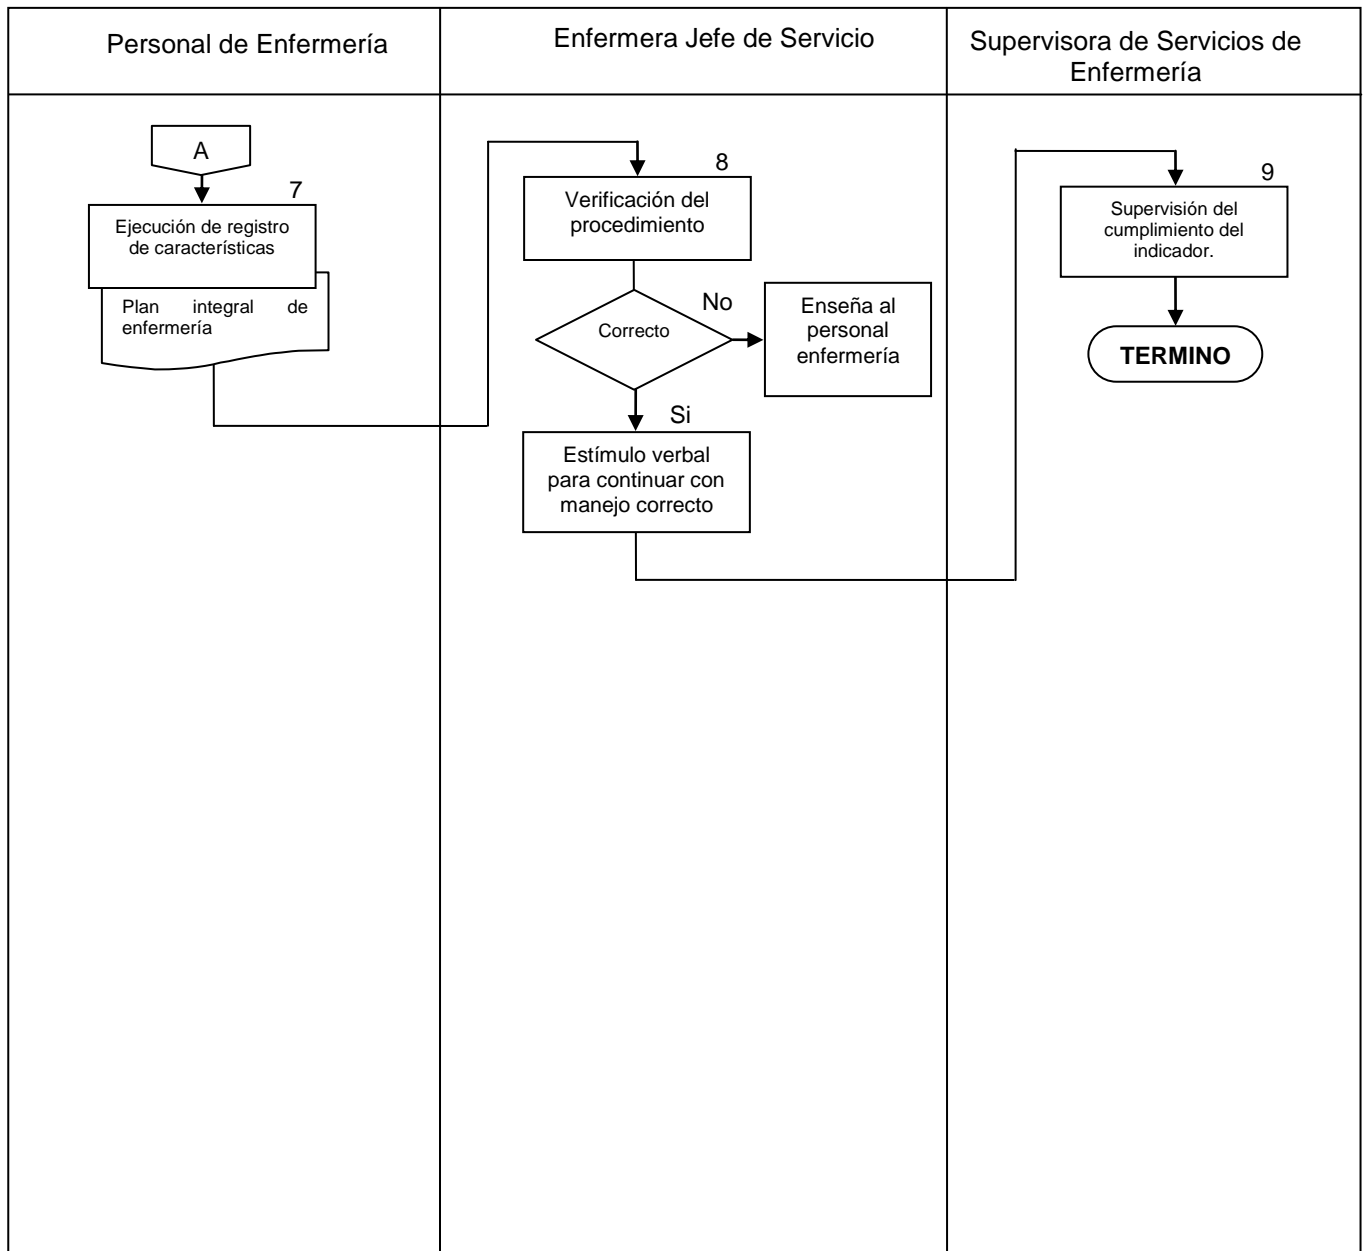 Personal de Enfermería
Enfermera Jefe de Servicio
Supervisora de Servicios de
Enfermería
A
7
Ejecución de registro
de características
Plan integral de
enfermería
8
Verificación del
procedimiento
Correcto
No
Enseña al
personal
enfermería
Si
Estímulo verbal
para continuar con
manejo correcto
9
Supervisión del
cumplimiento del
indicador.
TERMINO